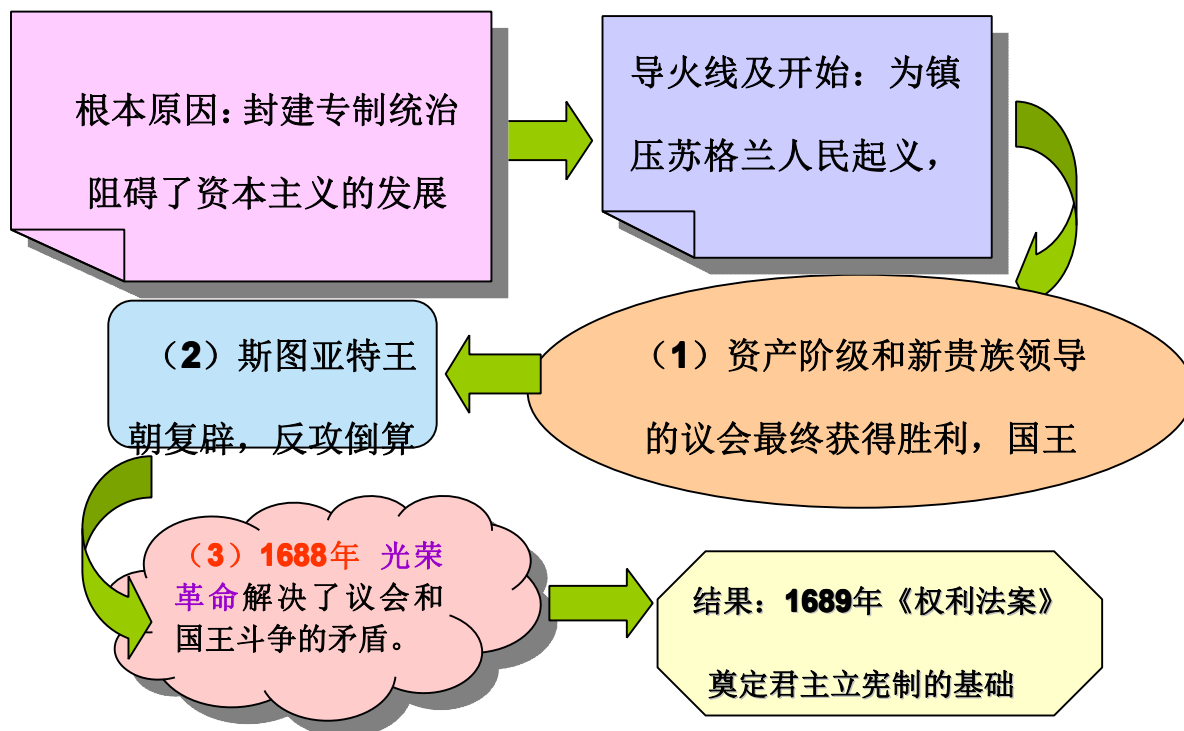 根本原因：封建专制统治
阻碍了资本主义的发展
导火线及开始：为镇
压苏格兰人民起义，
（1）资产阶级和新贵族领导
的议会最终获得胜利，国王
（2）斯图亚特王
朝复辟，反攻倒算
（3）1688年 光荣
革命解决了议会和
国王斗争的矛盾。
结果：1689年《权利法案》
奠定君主立宪制的基础